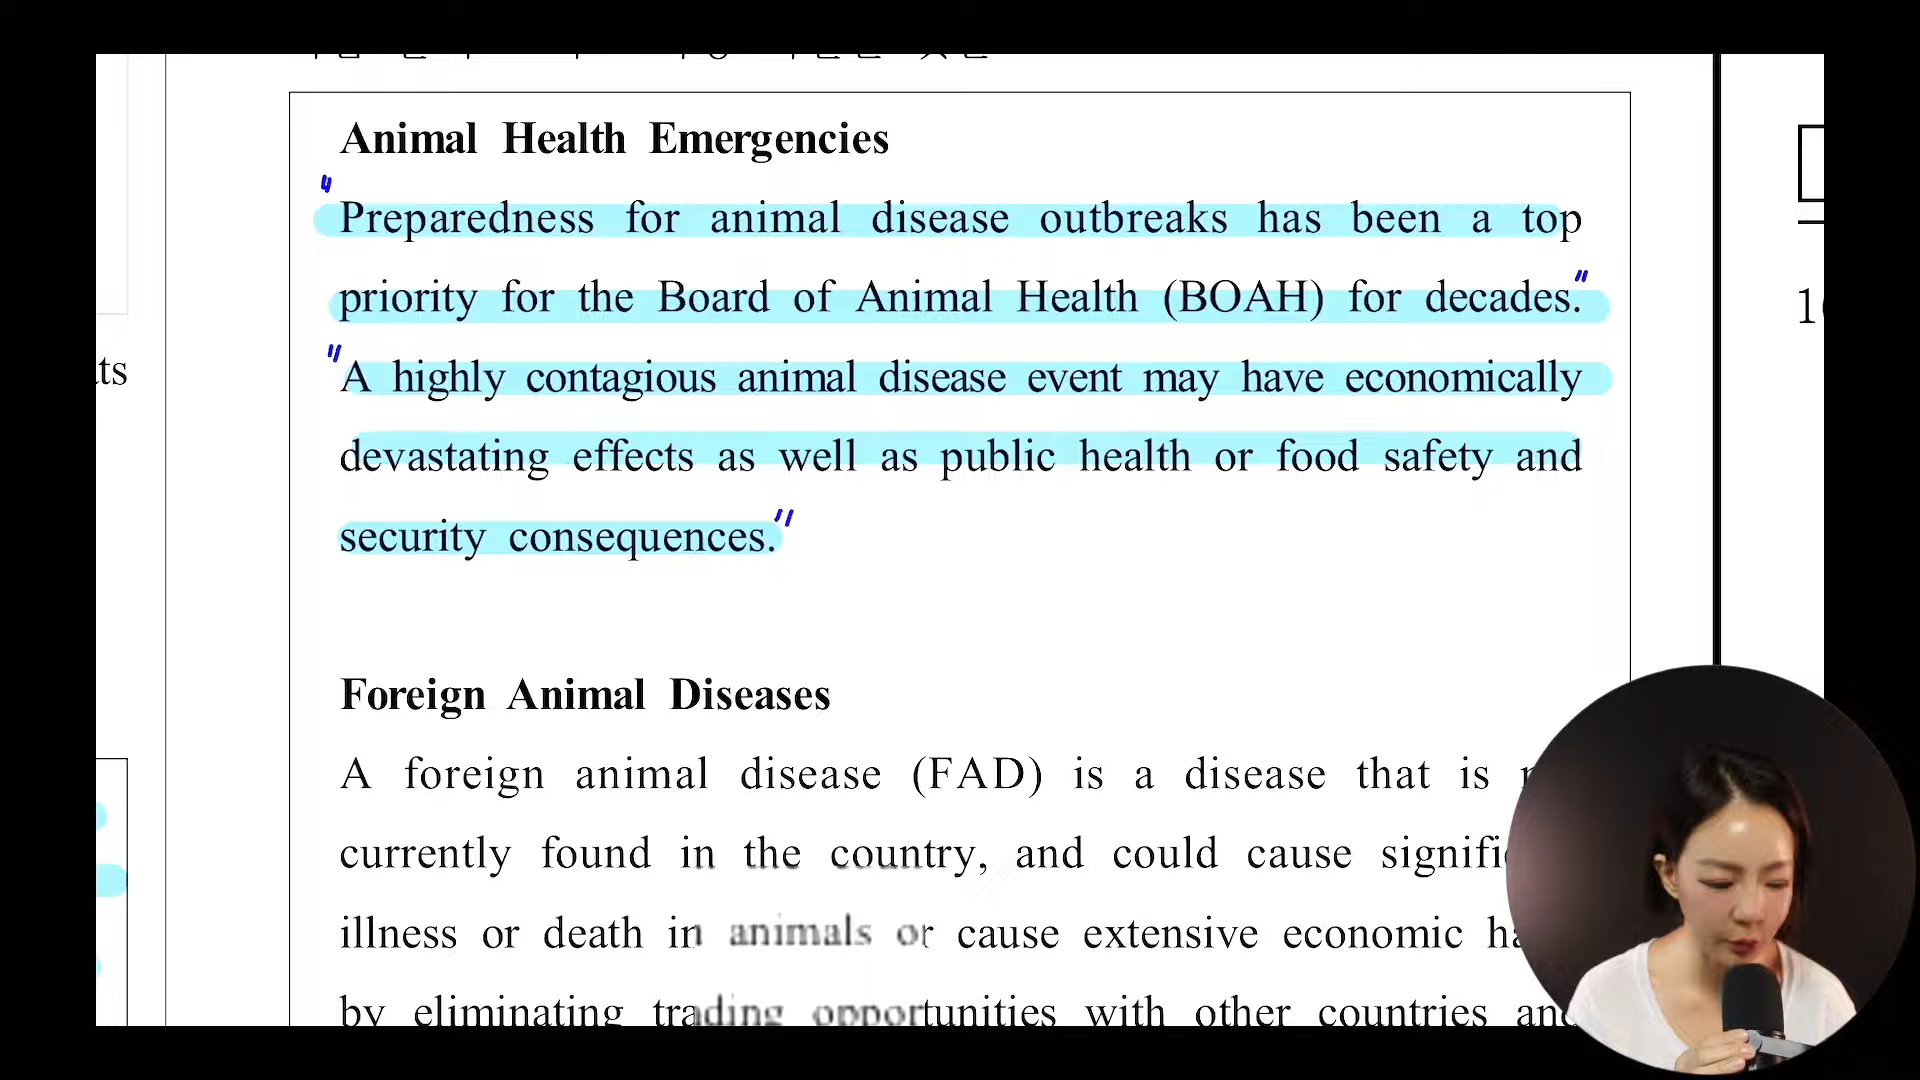 Animal Health Emergencies
"Preparedness for animal disease outbreaks has been a top
priority for the Board of Animal Health (BOAH) for decades."
"A highly contagious animal disease event may have economically
devastating effects as well as public health or food safety and
security consequences."
Foreign Animal Diseases
A foreign animal disease (FAD) is a disease that is
currently found in the country, and could cause
illness or death in animals or cause extensive economic
by eliminating trading opportunities with other countries and
ts